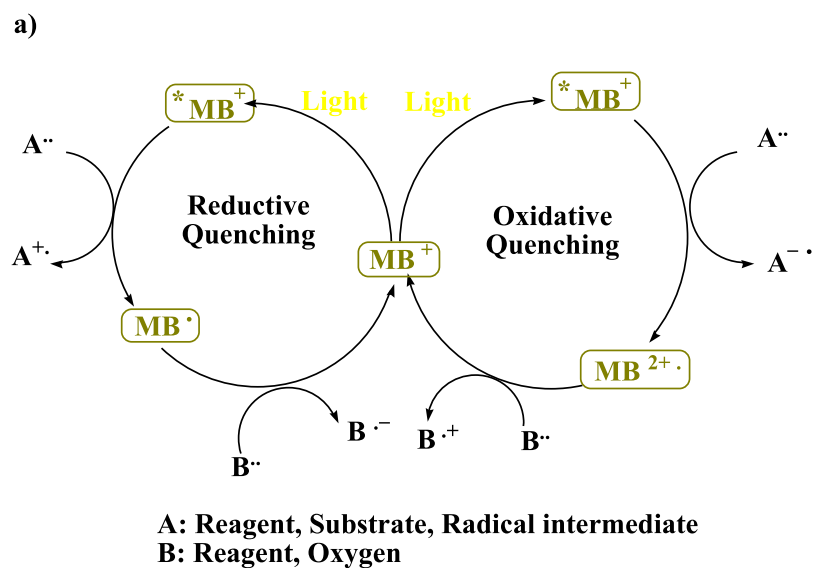 a)
*MB+
Light
Light
*MB+
A··
A··
Reductive
Quenching
Oxidative
Quenching
MB+
A+·
A−·
MB·
MB2+·
B·−
B·+
B··
B··
A: Reagent, Substrate, Radical intermediate
B: Reagent, Oxygen